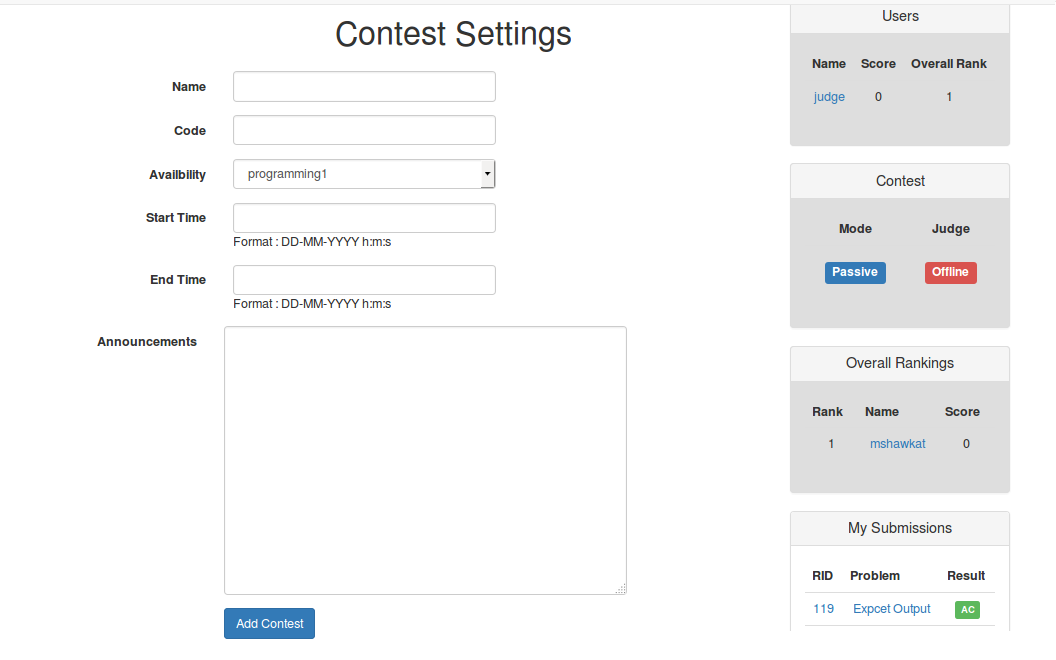 Contest Settings
Name
Code
Availbility
programming1
Start Time
Format : DD-MM-YYYY h:m:s
End Time
Format : DD-MM-YYYY h:m:s
Announcements
Add Contest
Users
Name Score Overall Rank
judge 0 1
Contest
Mode Judge
Passive Offline
Overall Rankings
Rank Name Score
1 mshawkat 0
My Submissions
RID Problem Result
119 Expcet Output AC